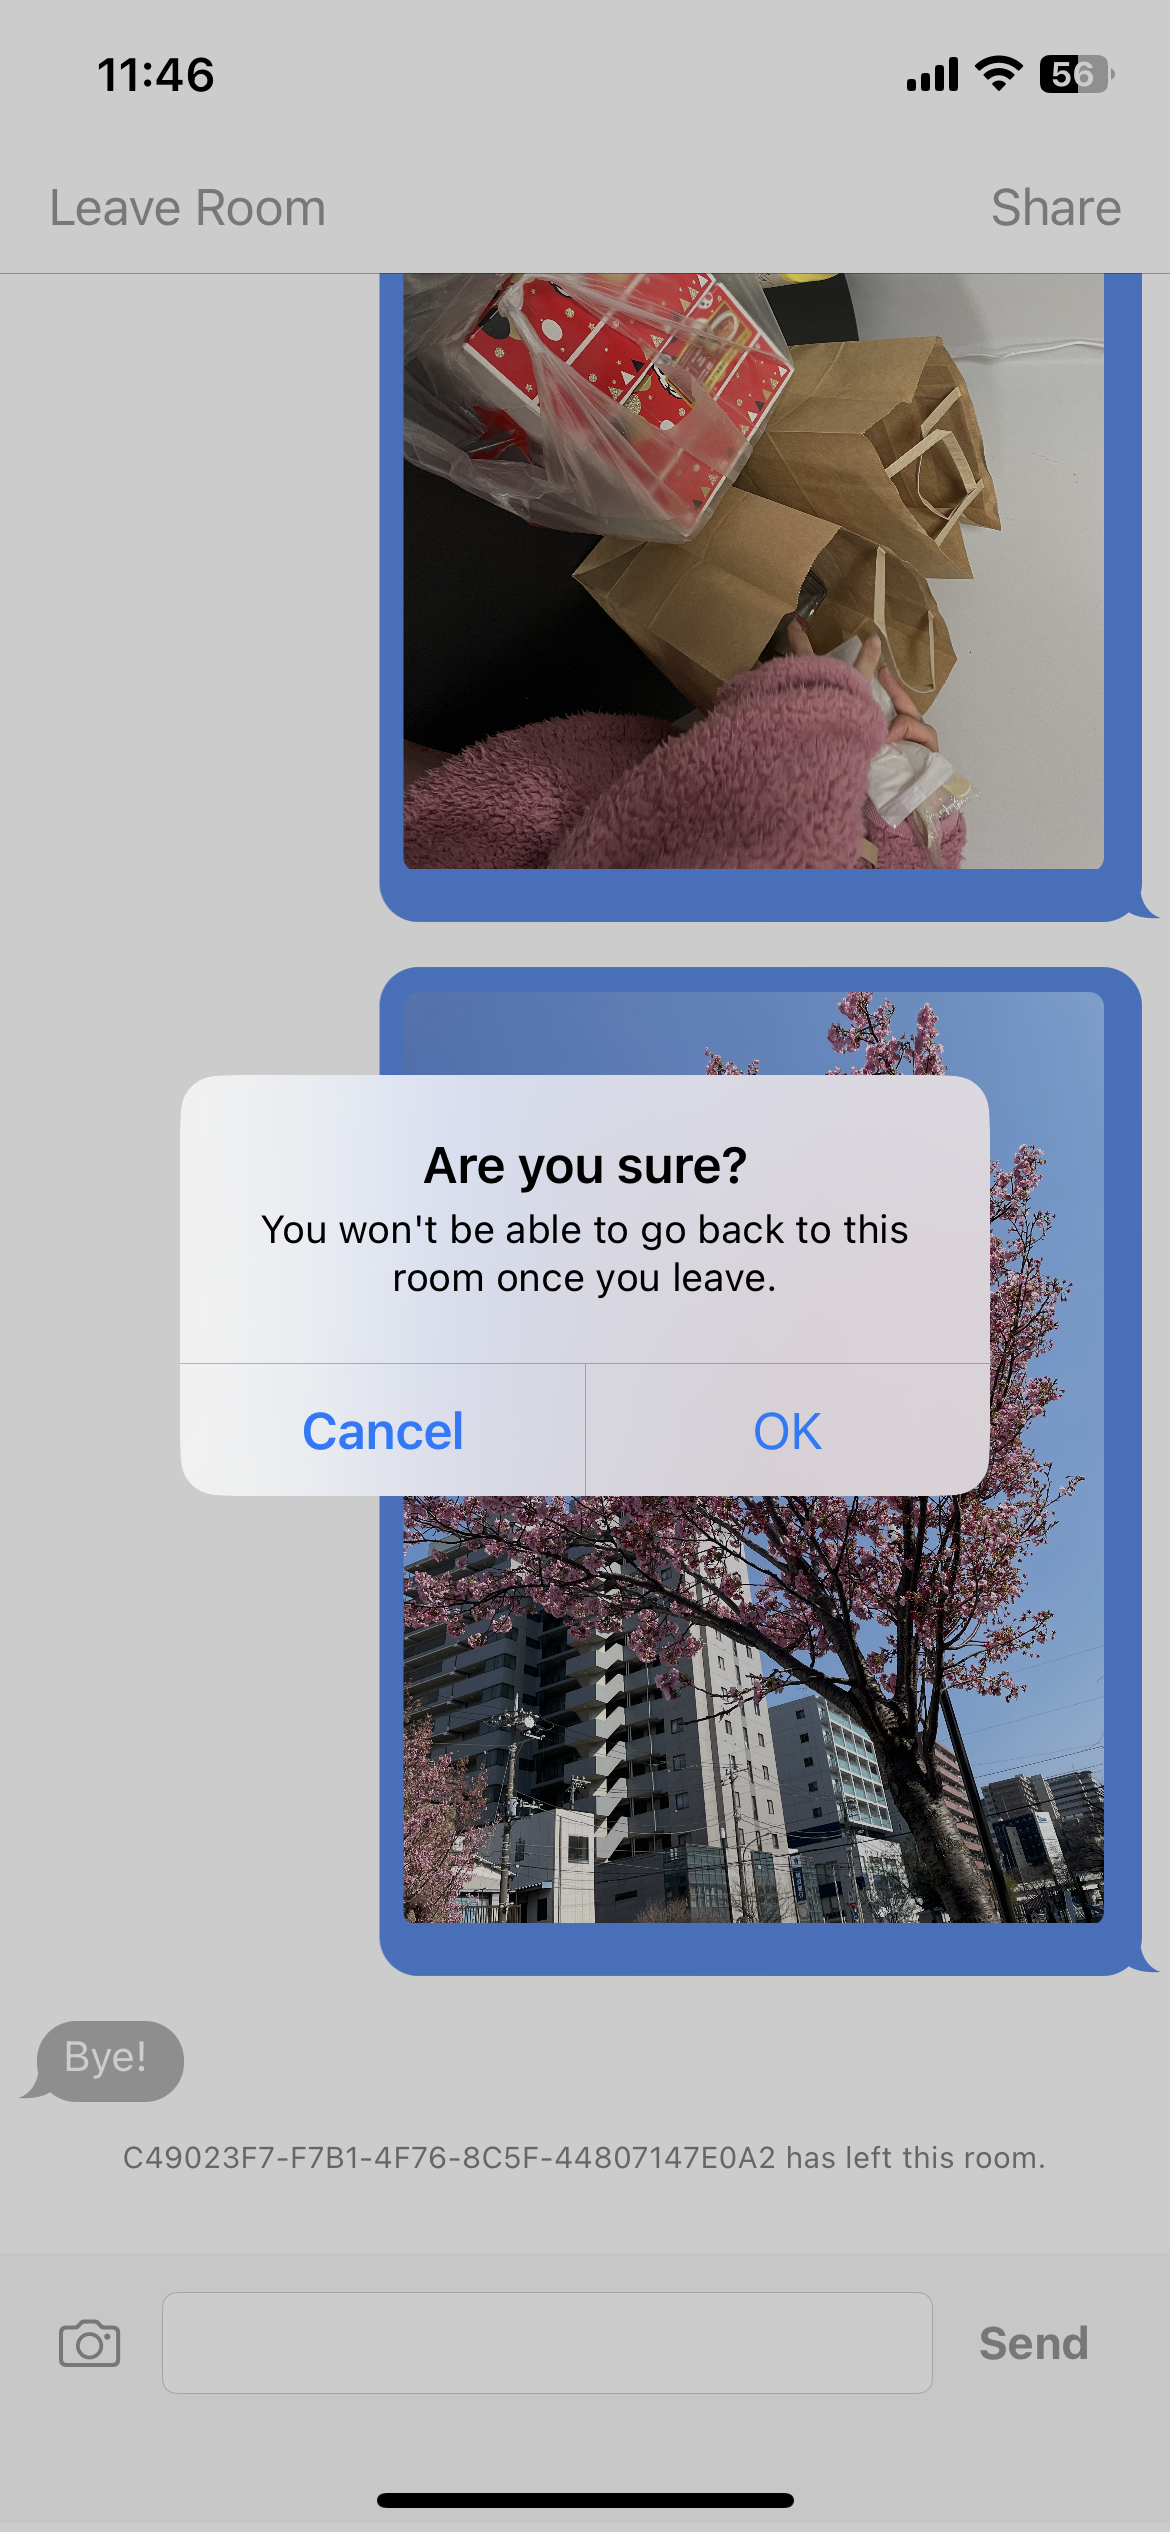 11:46
56
Leave Room
Share
Are you sure?
You won't be able to go back to this
room once you leave.
Cancel
OK
Bye!
C49023F7-F7B1-4F76-8C5F-44807147E0A2 has left this room.
Send